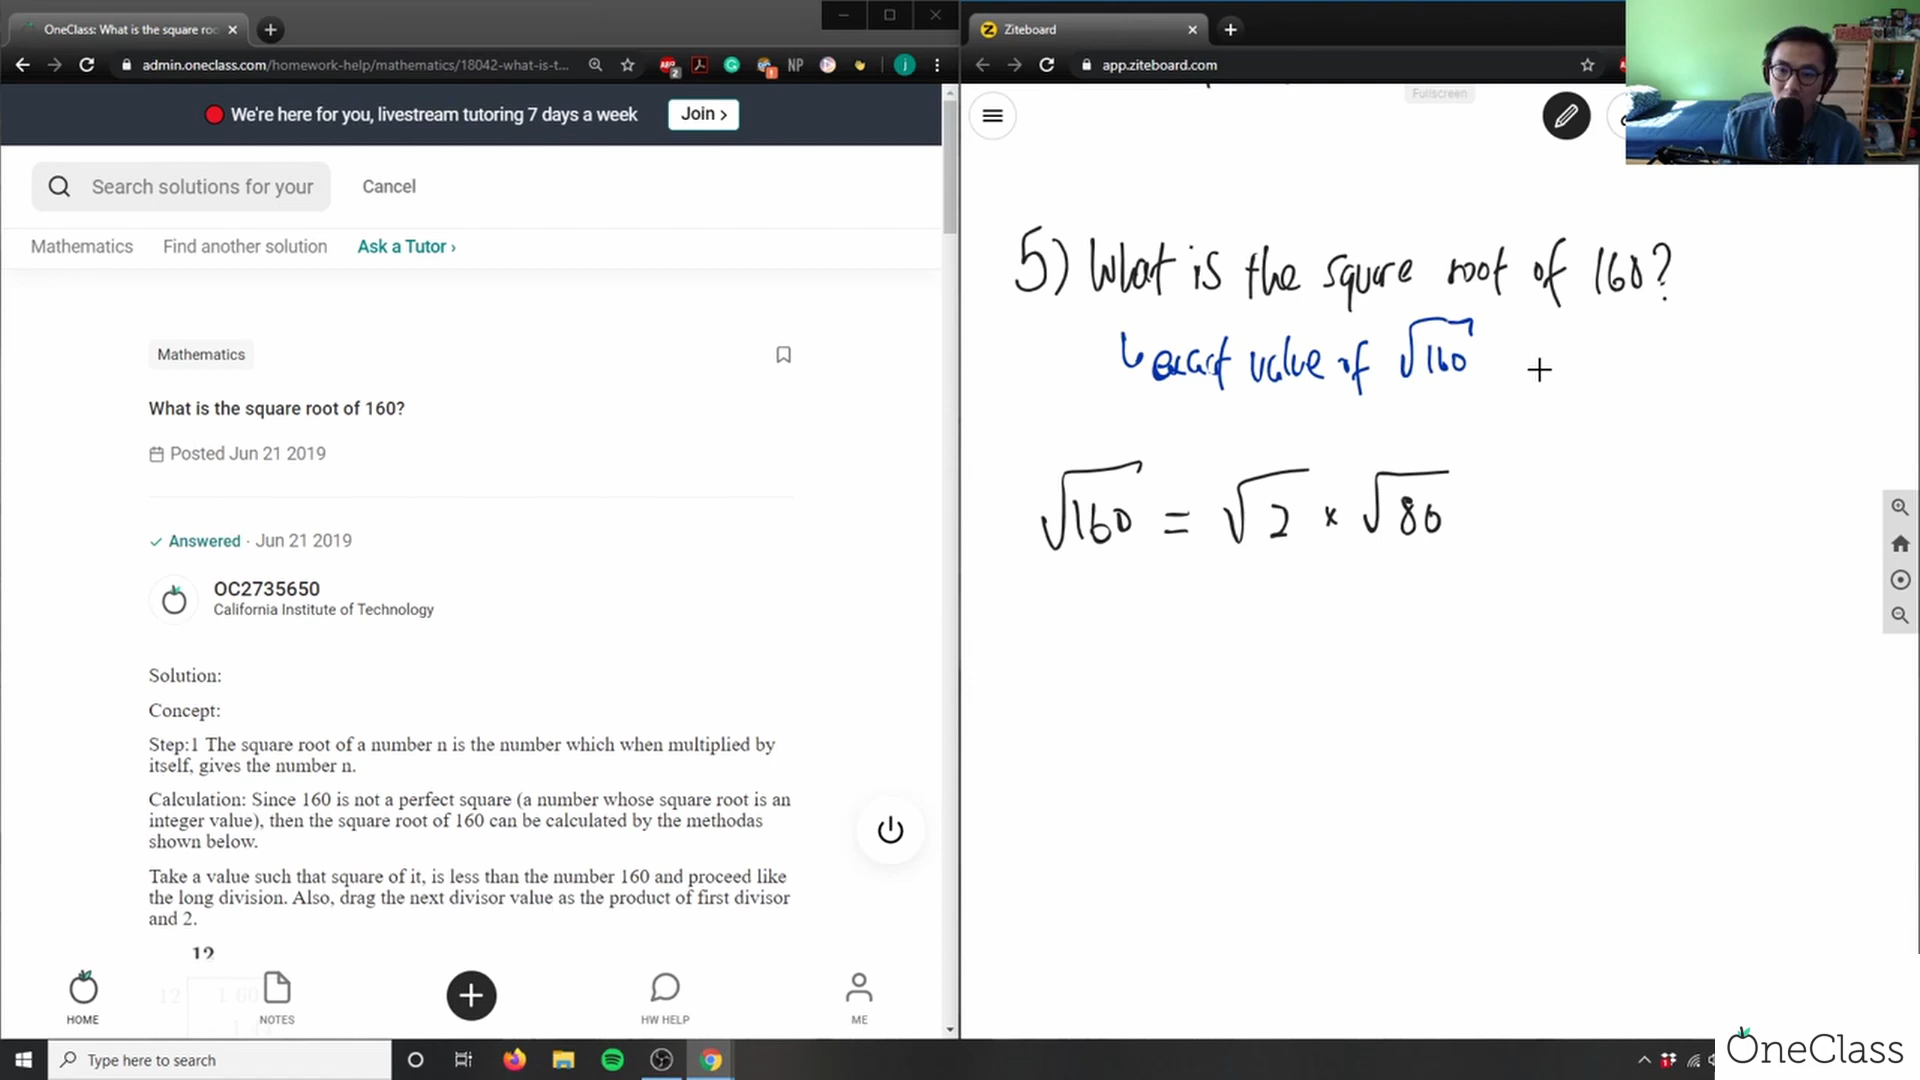 OneClass: What is the square roo
admin.oneclass.com/homework-help/mathematics/18042-what-is-t...
2
!
NP
j
We're here for you, livestream tutoring 7 days a week
Join ›
Search solutions for your
Cancel
Mathematics
Find another solution
Ask a Tutor ›
Mathematics
What is the square root of 160?
Posted Jun 21 2019
Answered · Jun 21 2019
OC2735650
California Institute of Technology
Solution:
Concept:
Step:1 The square root of a number n is the number which when multiplied by
itself, gives the number n.
Calculation: Since 160 is not a perfect square (a number whose square root is an
integer value), then the square root of 160 can be calculated by the methodas
shown below.
Take a value such that square of it, is less than the number 160 and proceed like
the long division. Also, drag the next divisor value as the product of first divisor
and 2.
12
12 1 60
HOME
NOTES
HW HELP
ME
Type here to search
Z
Ziteboard
app.ziteboard.com
Fullscreen
5) What is the square root of 160?
↳ exact value of √160
√160 = √2 × √80
OneClass